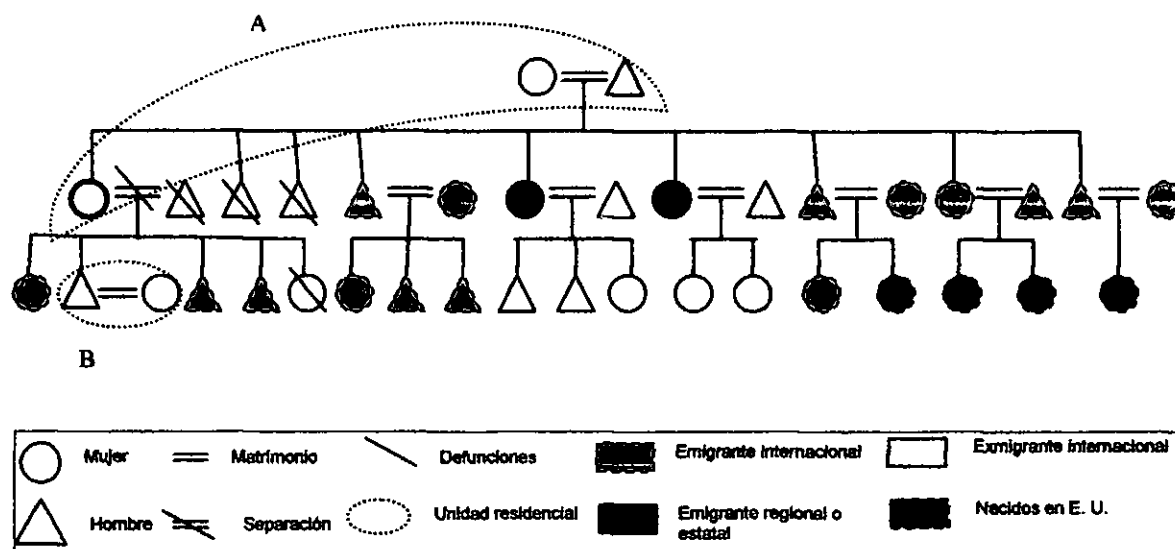 A
B
Mujer
Matrimonio
Defunciones
Emigrante internacional
Exmigrante internacional
Hombre
Separación
Unidad residencial
Emigrante regional o
estatal
Nacidos en E. U.